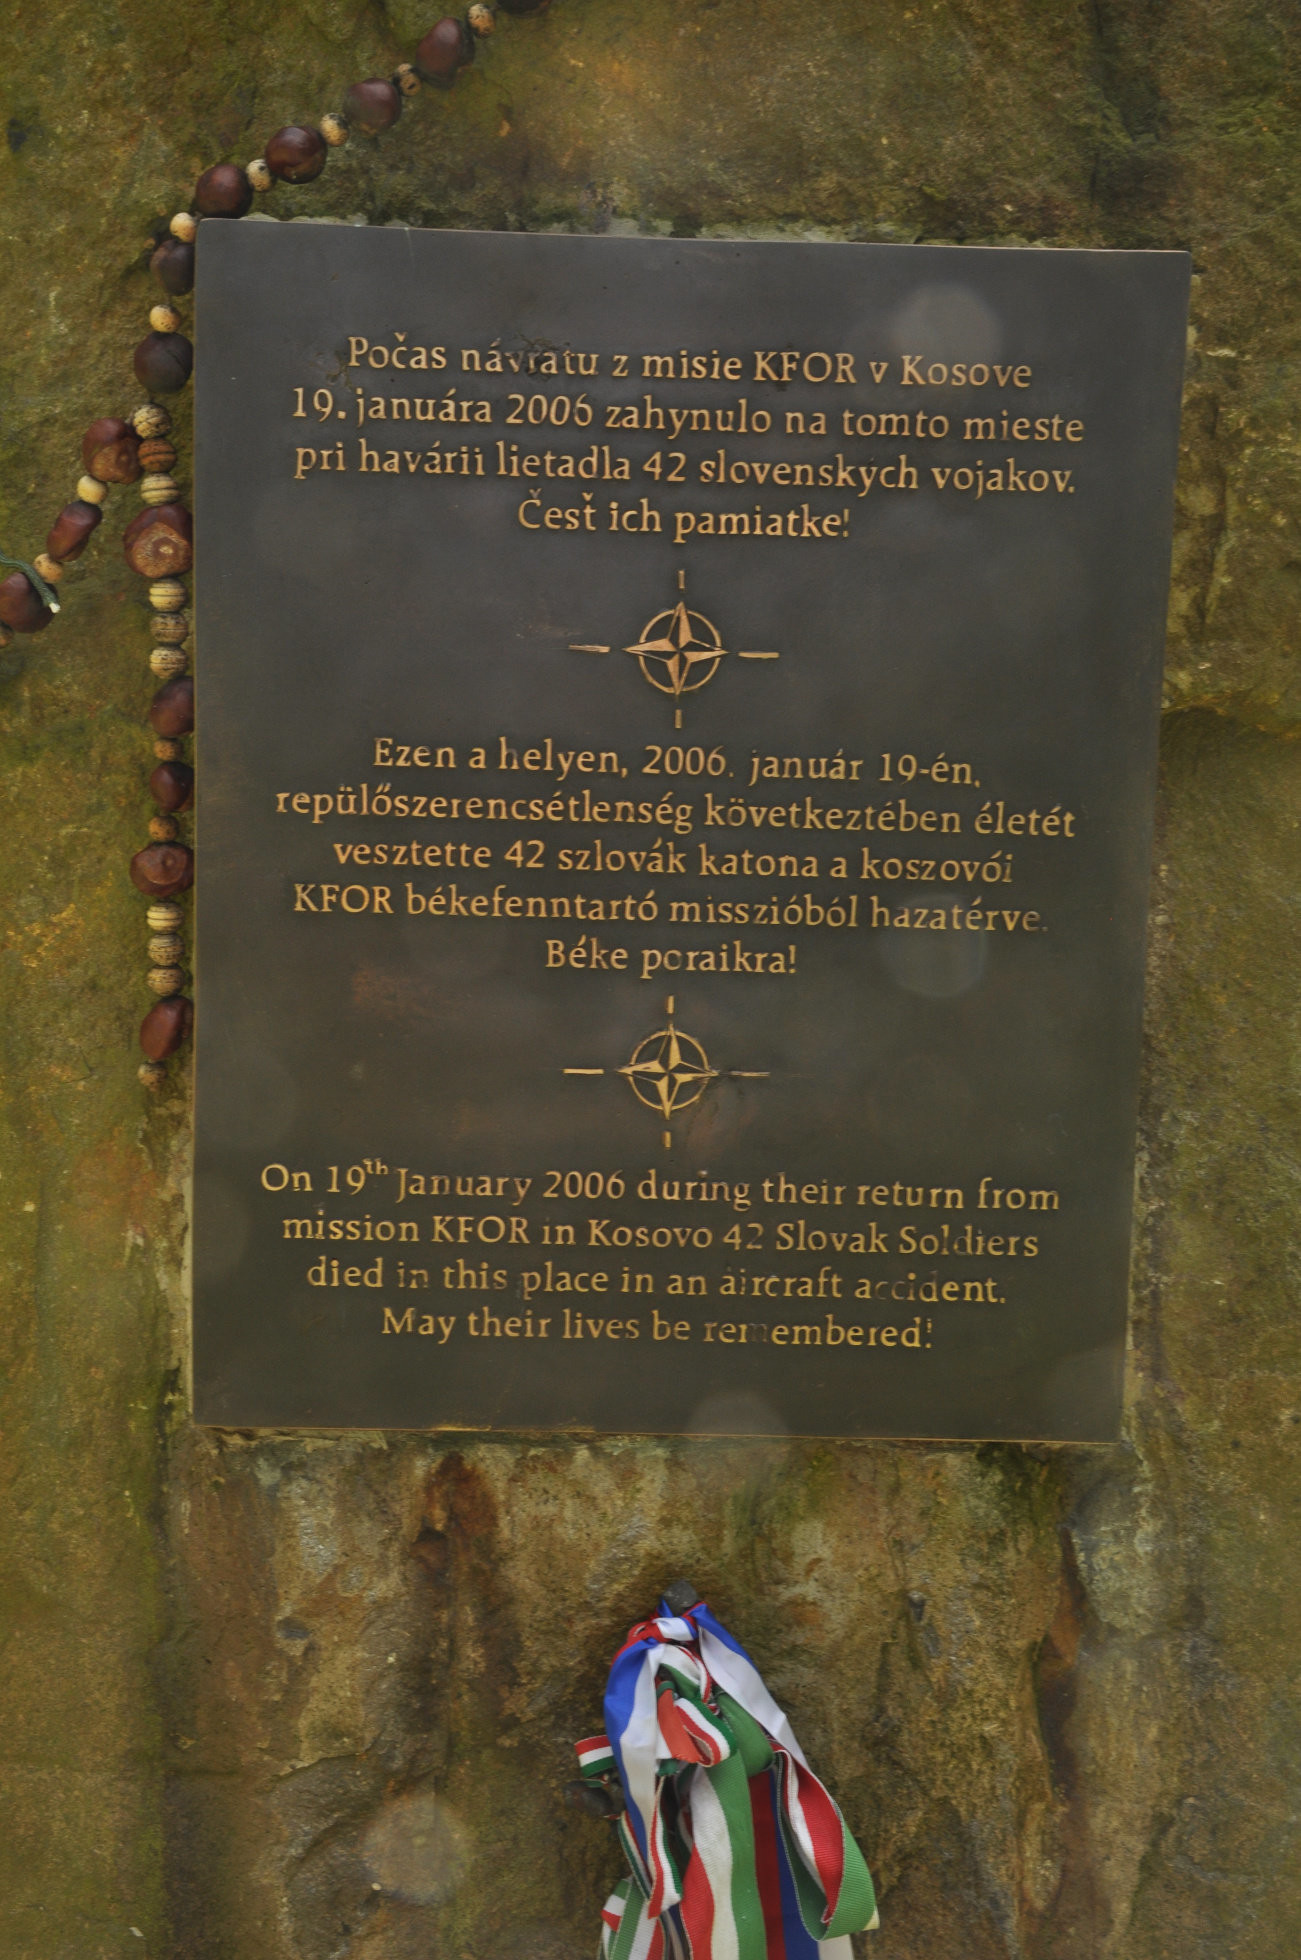 Počas návratu z misie KFOR v Kosove
19. januára 2006 zahynulo na tomto mieste
pri havárii lietadla 42 slovenských vojakov.
Česť ich pamiatke!
Ezen a helyen, 2006. január 19-én,
repülőszerencsétlenség következtében életét
vesztette 42 szlovák katona a koszovói
KFOR békefenntartó misszióból hazatérve.
Béke poraikra!
On 19th January 2006 during their return from
mission KFOR in Kosovo 42 Slovak Soldiers
died in this place in an aircraft accident.
May their lives be remembered!